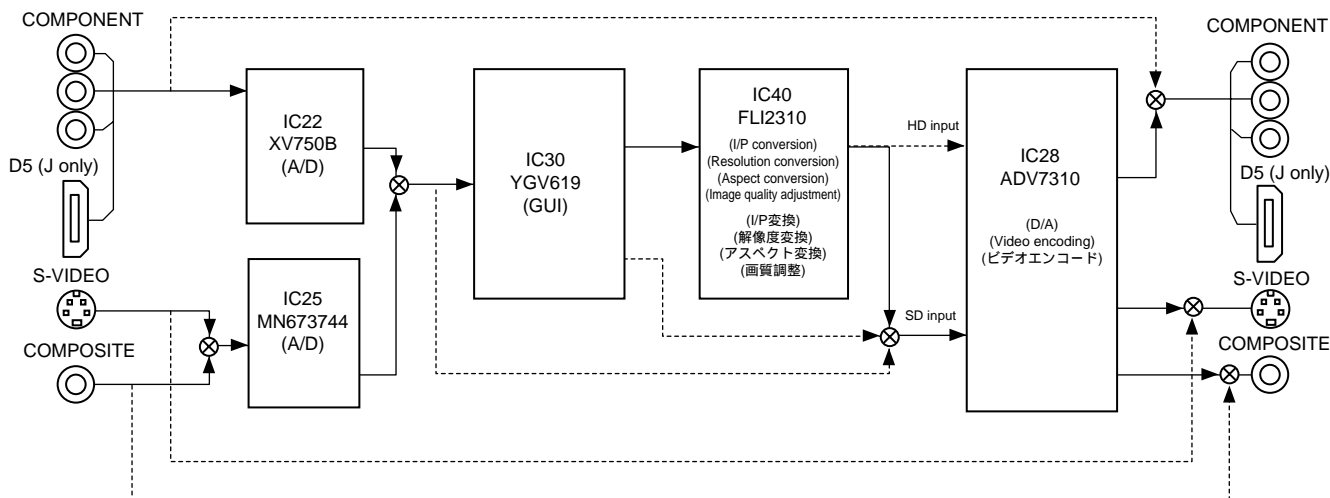 COMPONENT
D5 (J only)
S-VIDEO
COMPOSITE
IC22
XV750B
(A/D)
IC25
MN673744
(A/D)
IC30
YGV619
(GUI)
IC40
FLI2310
(I/P conversion)
(Resolution conversion)
(Aspect conversion)
(Image quality adjustment)
(I/P変換)
(解像度変換)
(アスペクト変換)
(画質調整)
HD input
SD input
IC28
ADV7310
(D/A)
(Video encoding)
(ビデオエンコード)
COMPONENT
D5 (J only)
S-VIDEO
COMPOSITE